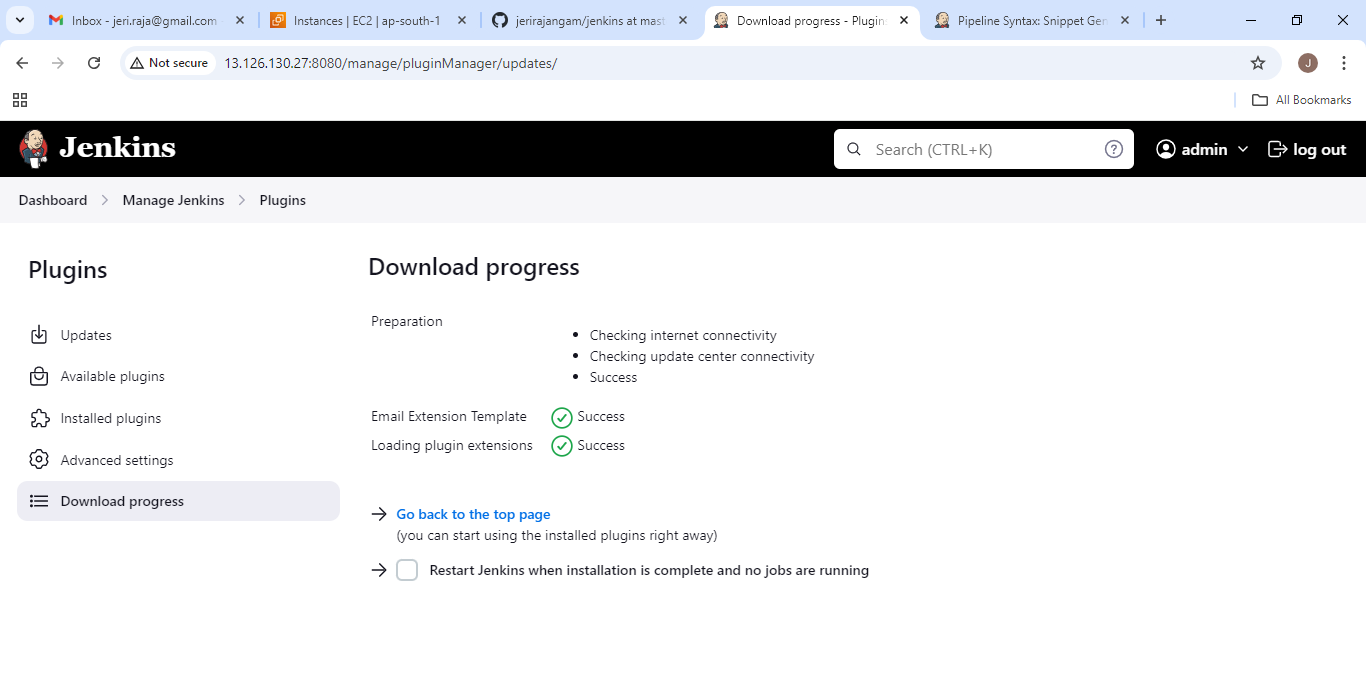 Inbox - jeri.raja@gmail.com
Instances | EC2 | ap-south-1
jerirajangam/jenkins at mast
Download progress - Plugin
Pipeline Syntax: Snippet Gen
Not secure
13.126.130.27:8080/manage/pluginManager/updates/
J
All Bookmarks
Jenkins
Search (CTRL+K)
?
admin
log out
Dashboard
Manage Jenkins
Plugins
Plugins
Updates
Available plugins
Installed plugins
Advanced settings
Download progress
Download progress
Preparation
• Checking internet connectivity
• Checking update center connectivity
• Success
Email Extension Template
Success
Loading plugin extensions
Success
Go back to the top page
(you can start using the installed plugins right away)
Restart Jenkins when installation is complete and no jobs are running